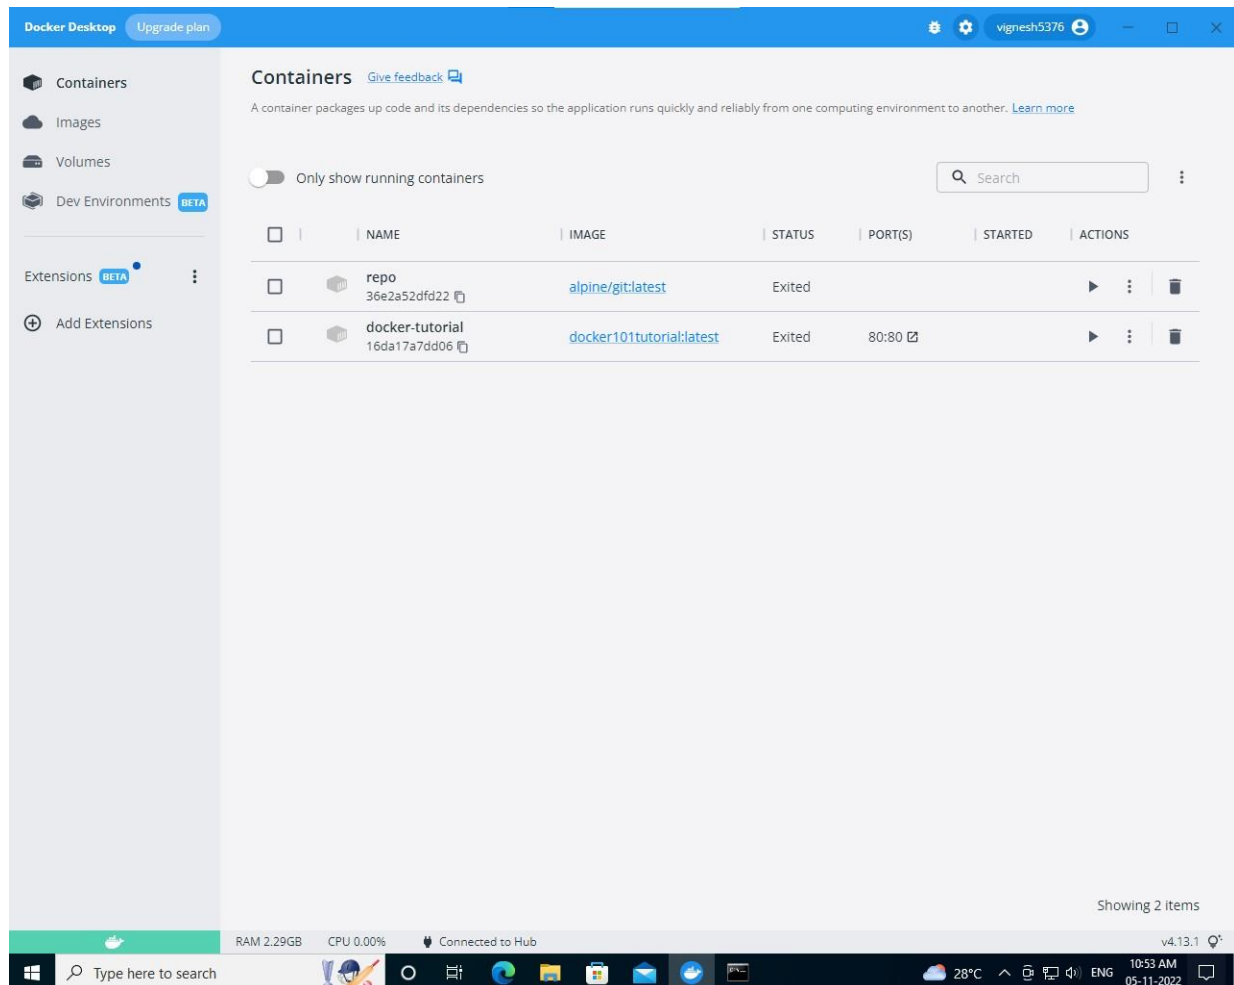 Docker Desktop Upgrade plan vignesh5376
Containers
Images
Volumes
Dev Environments BETA
Extensions BETA
Add Extensions
Containers Give feedback
A container packages up code and its dependencies so the application runs quickly and reliably from one computing environment to another. Learn more
Only show running containers Search
NAME IMAGE STATUS PORT(S) STARTED ACTIONS
repo
36e2a52dfd22 alpine/git:latest Exited
docker-tutorial
16da17a7dd06 docker101tutorial:latest Exited 80:80
Showing 2 items
RAM 2.29GB CPU 0.00% Connected to Hub v4.13.1
Type here to search 28°C ENG 10:53 AM
05-11-2022